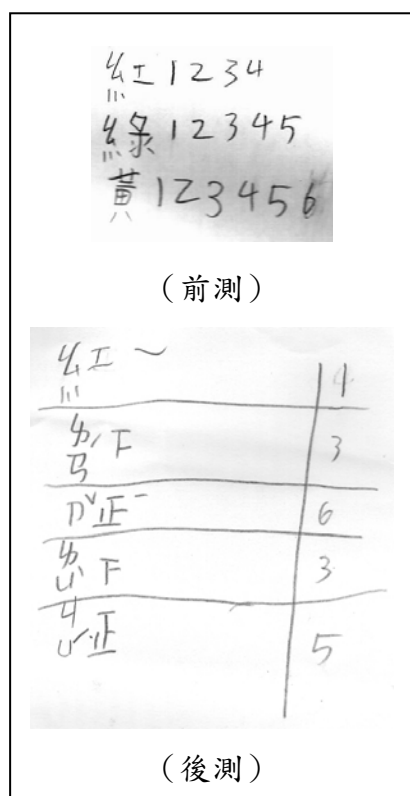 紅1234
綠12345
黃123456
(前測)
紅 ~
ㄌㄢˊ 下 3
ㄗˇ 正一 6
ㄌㄩˋ 下 3
ㄐㄩˊ 正 5
(後測)